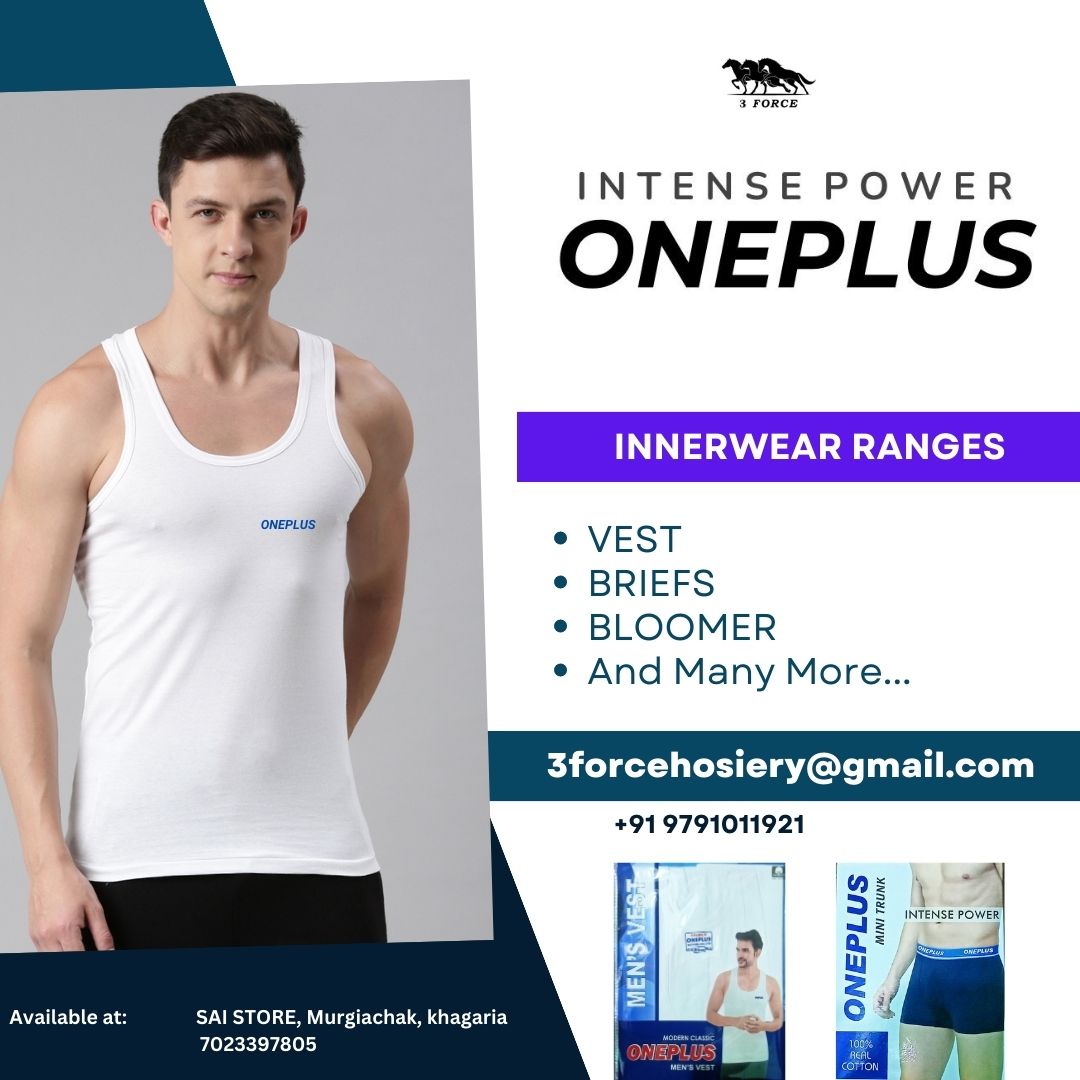 3 FORCE
INTENSE POWER
ONEPLUS
INNERWEAR RANGES
ONEPLUS
• VEST
• BRIEFS
• BLOOMER
• And Many More...
3forcehosiery@gmail.com
+91 9791011921
MEN'S VEST
ONEPLUS
MODERN CLASSIC
ONEPLUS
MEN'S VEST
ONEPLUS
MINI TRUNK
INTENSE POWER
ONEPLUS ONEPLUS
100%
REAL
COTTON
Available at: SAI STORE, Murgiachak, khagaria
7023397805